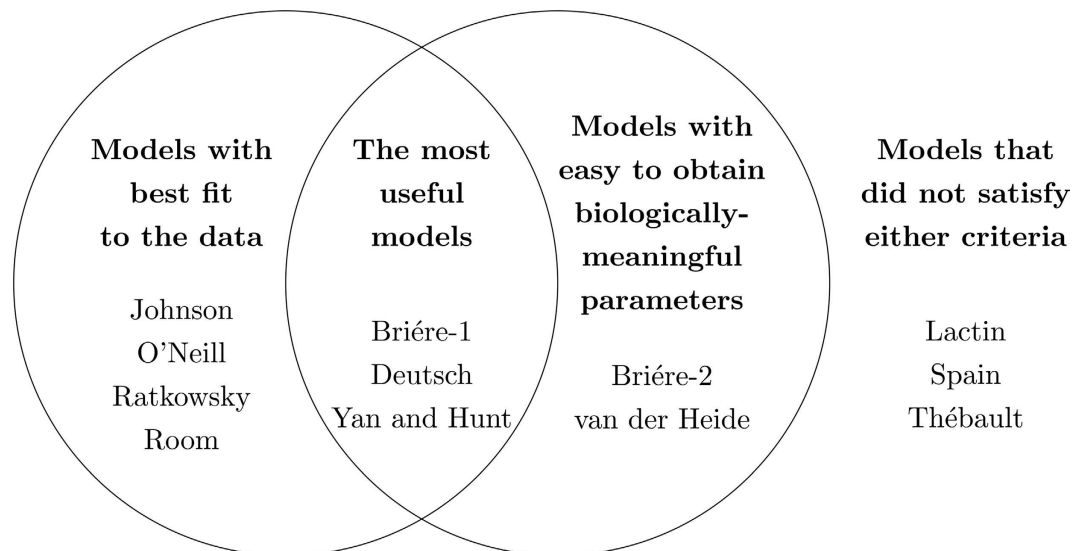 Models with
best fit
to the data
Johnson
O'Neill
Ratkowsky
Room
The most
useful
models
Briére-1
Deutsch
Yan and Hunt
Models with
easy to obtain
biologically-
meaningful
parameters
Briére-2
van der Heide
Models that
did not satisfy
either criteria
Lactin
Spain
Thébault